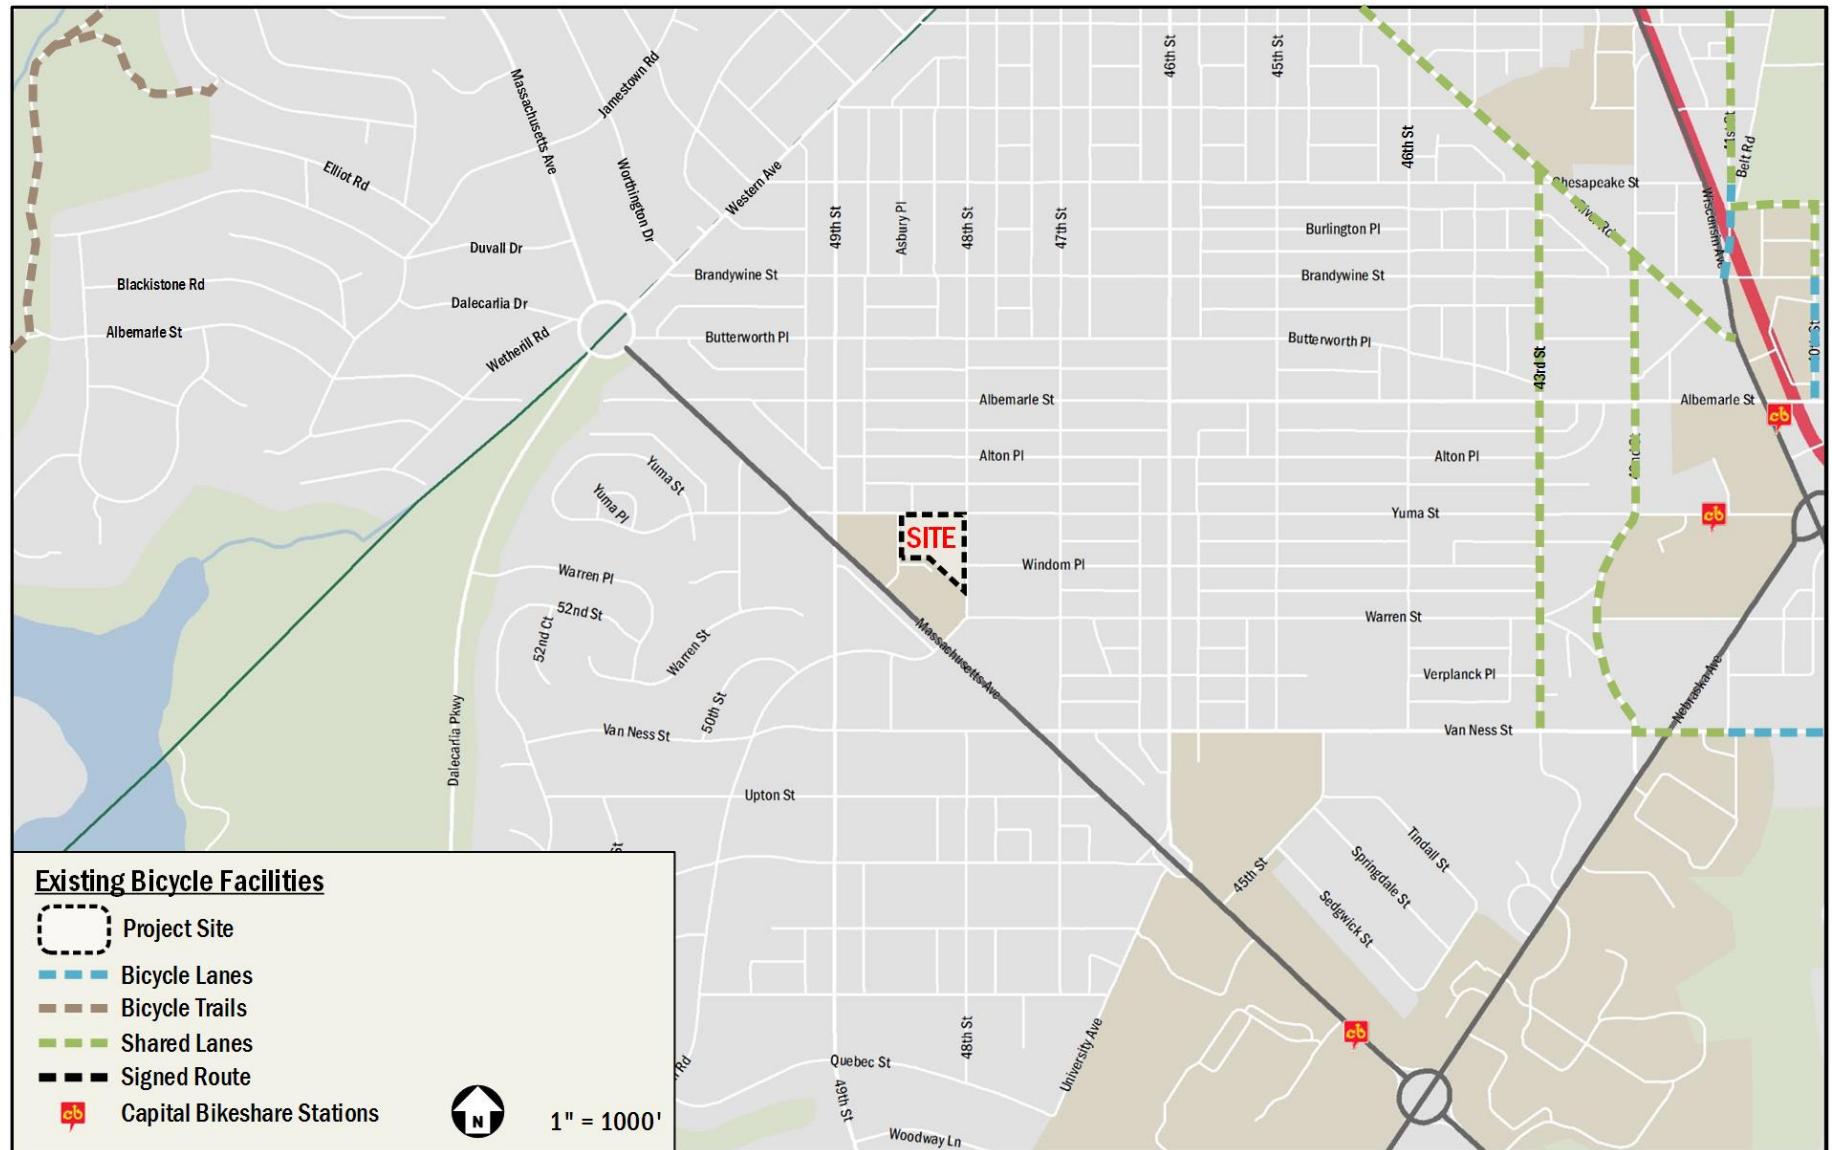 46th St
45th St
Massachusetts Ave
Jamestown Rd
Worthington Dr
Western Ave
Elliot Rd
46th St
Belt Rd
Chesapeake St
River Rd
Wisconsin Ave
49th St
Asbury Pl
48th St
47th St
Burlington Pl
Duvall Dr
Brandywine St
Brandywine St
Blackistone Rd
Dalecarlia Dr
Albemarle St
Wetherill Rd
Butterworth Pl
Butterworth Pl
43rd St
Albemarle St
Albemarle St
cb
Alton Pl
Alton Pl
Yuma St
Yuma Pl
Yuma St
cb
SITE
Windom Pl
Warren Pl
52nd St
52nd Ct
Warren St
Warren St
Massachusetts Ave
Verplanck Pl
Nebraska Ave
50th St
Dalecarlia Pkwy
Van Ness St
Van Ness St
Upton St
Tindall St
Springdale St
45th St
Sedgwick St
cb
48th St
University Ave
Quebec St
49th St
Woodway Ln
Existing Bicycle Facilities
Project Site
Bicycle Lanes
Bicycle Trails
Shared Lanes
Signed Route
cb Capital Bikeshare Stations
N
1" = 1000'